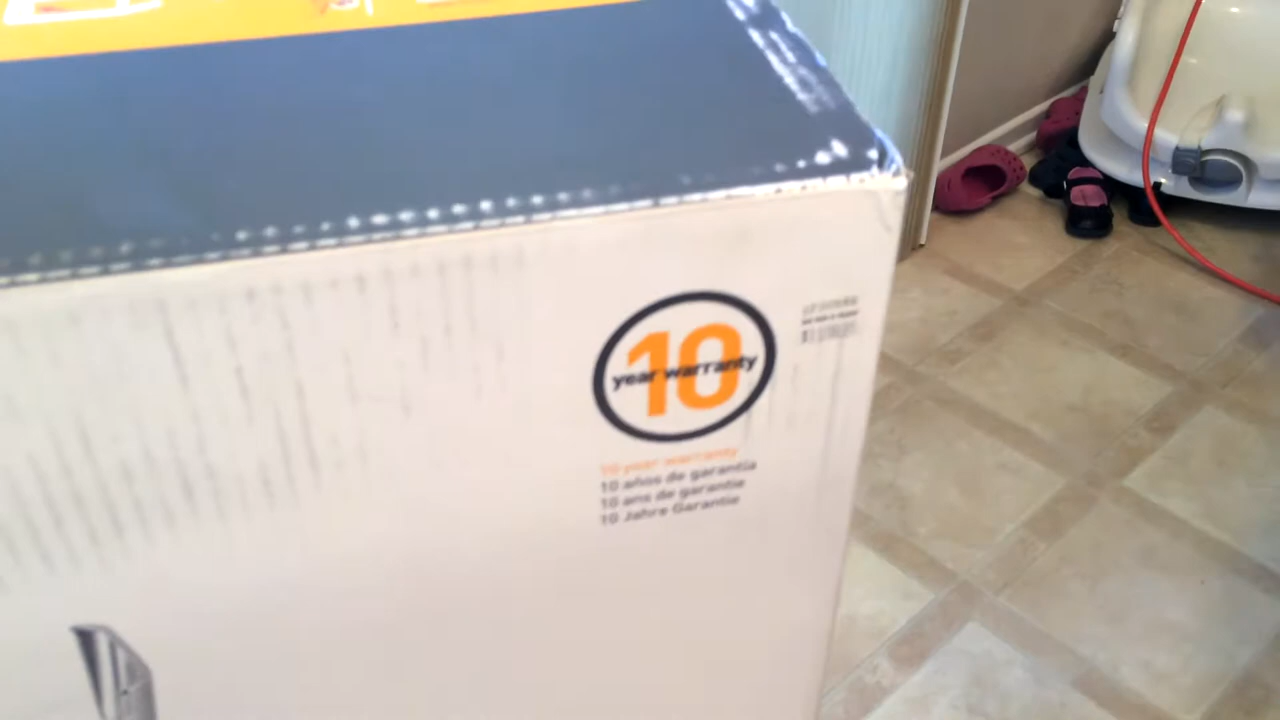 10
year warranty
10 year warranty
10 años de garantía
10 ans de garantie
10 Jahre Garantie